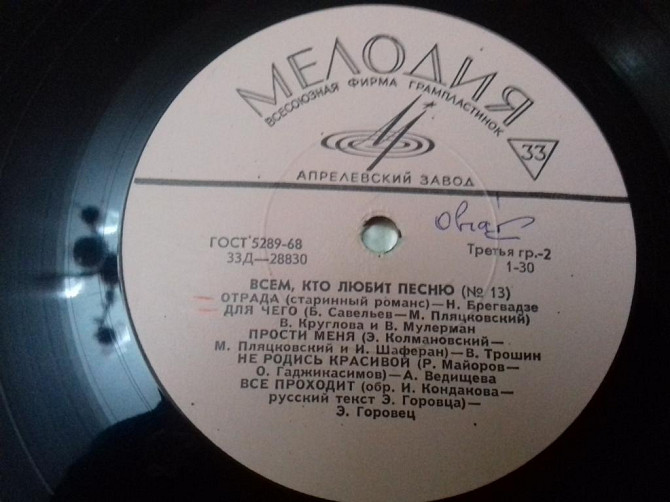 МЕЛОДИЯ
ВСЕСОЮЗНАЯ ФИРМА ГРАМПЛАСТИНОК
33
АПРЕЛЕВСКИЙ ЗАВОД
ГОСТ 5289-68
33Д—28830
Третья гр.-2
1-30
ВСЕМ, КТО ЛЮБИТ ПЕСНЮ (№ 13)
ОТРАДА (старинный романс)—Н. Брегвадзе
ДЛЯ ЧЕГО (Б. Савельев—М. Пляцковский)
В. Круглова и В. Мулерман
ПРОСТИ МЕНЯ (Э. Колмановский—
М. Пляцковский и И. Шаферан)—В. Трошин
НЕ РОДИСЬ КРАСИВОЙ (Р. Майоров—
О. Гаджикасимов)—А. Ведищева
ВСЕ ПРОХОДИТ (обр. И. Кондакова—
русский текст Э. Горовца)—
Э. Горовец